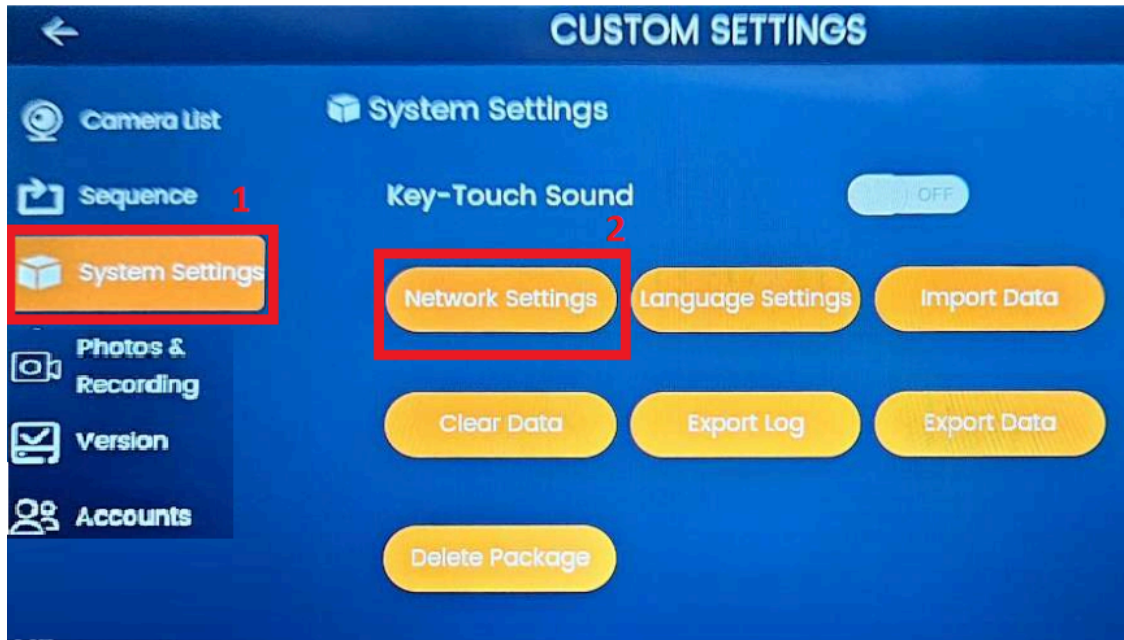 CUSTOM SETTINGS
Camera List
System Settings
Sequence
1
Key-Touch Sound
OFF
2
System Settings
Network Settings
Language Settings
Import Data
Photos &
Recording
Clear Data
Export Log
Export Data
Version
Accounts
Delete Package